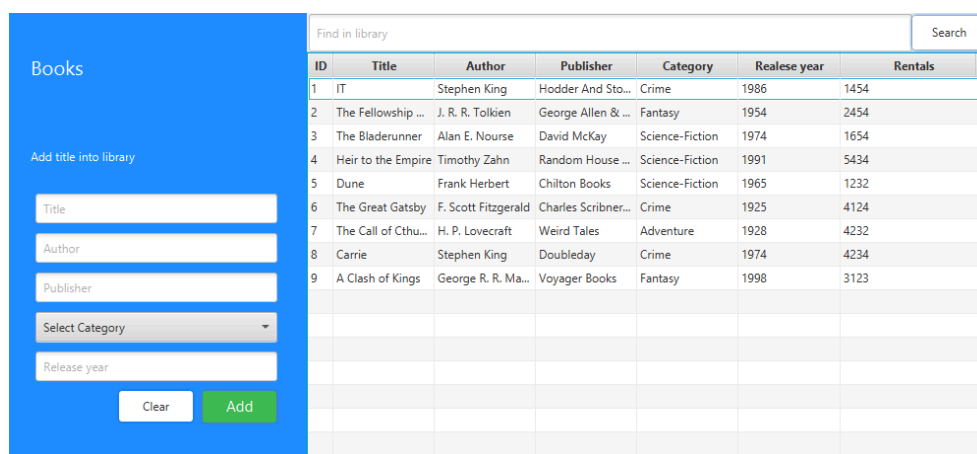 Books
Add title into library
Title
Author
Publisher
Select Category
Release year
Clear Add
Find in library Search
ID Title Author Publisher Category Realese year Rentals
1 IT Stephen King Hodder And Sto... Crime 1986 1454
2 The Fellowship ... J. R. R. Tolkien George Allen & ... Fantasy 1954 2454
3 The Bladerunner Alan E. Nourse David McKay Science-Fiction 1974 1654
4 Heir to the Empire Timothy Zahn Random House ... Science-Fiction 1991 5434
5 Dune Frank Herbert Chilton Books Science-Fiction 1965 1232
6 The Great Gatsby F. Scott Fitzgerald Charles Scribner... Crime 1925 4124
7 The Call of Cthu... H. P. Lovecraft Weird Tales Adventure 1928 4232
8 Carrie Stephen King Doubleday Crime 1974 4234
9 A Clash of Kings George R. R. Ma... Voyager Books Fantasy 1998 3123